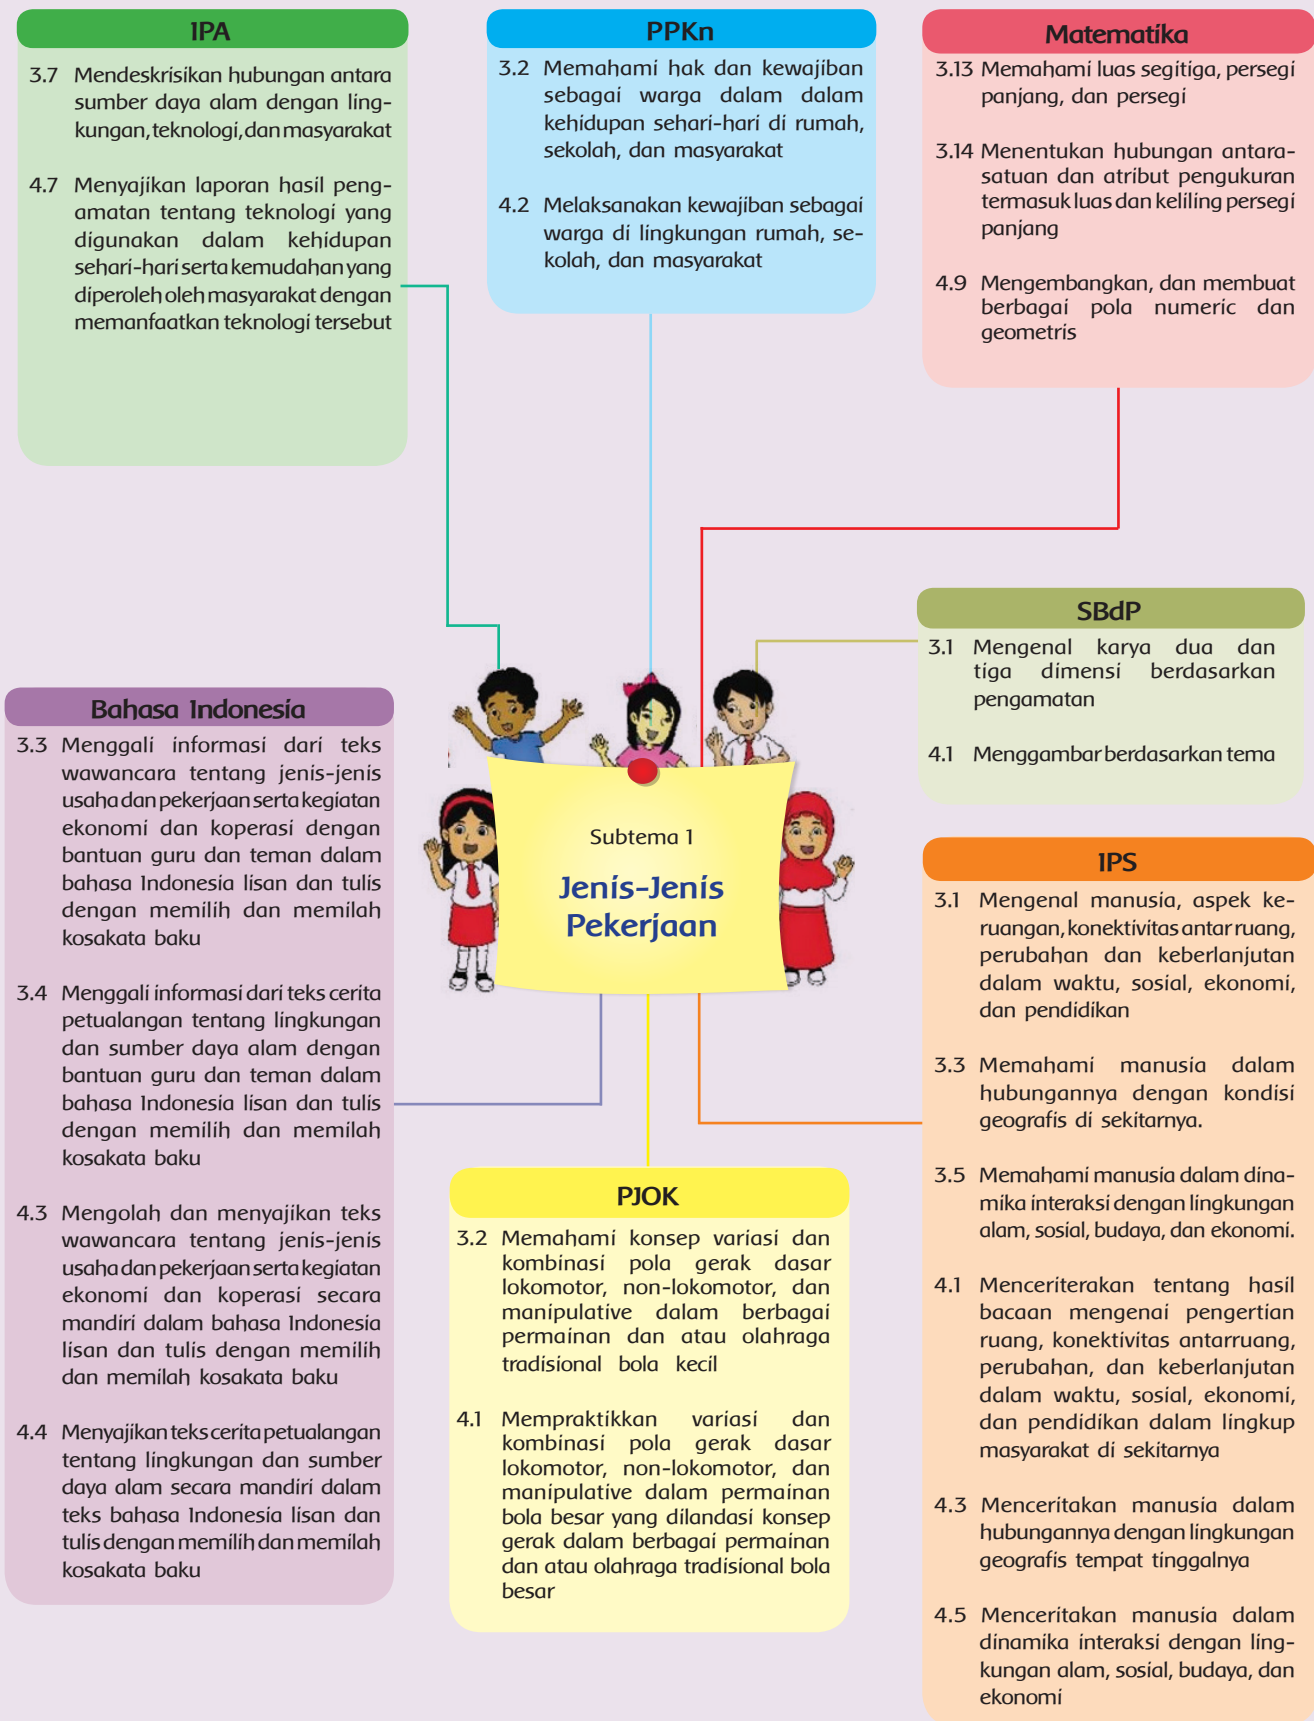 IPA
3.7 Mendeskrisikan hubungan antara
sumber daya alam dengan ling-
kungan, teknologi, dan masyarakat
4.7 Menyajikan laporan hasil peng-
amatan tentang teknologi yang
digunakan dalam kehidupan
sehari-hari serta kemudahan yang
diperoleh oleh masyarakat dengan
memanfaatkan teknologi tersebut
PPKn
3.2 Memahami hak dan kewajiban
sebagai warga dalam dalam
kehidupan sehari-hari di rumah,
sekolah, dan masyarakat
4.2 Melaksanakan kewajiban sebagai
warga di lingkungan rumah, se-
kolah, dan masyarakat
Matematika
3.13 Memahami luas segitiga, persegi
panjang, dan persegi
3.14 Menentukan hubungan antara-
satuan dan atribut pengukuran
termasuk luas dan keliling persegi
panjang
4.9 Mengembangkan, dan membuat
berbagai pola numeric dan
geometris
SBdP
3.1 Mengenal karya dua dan
tiga dimensi berdasarkan
pengamatan
4.1 Menggambar berdasarkan tema
Bahasa Indonesia
3.3 Menggali informasi dari teks
wawancara tentang jenis-jenis
usaha dan pekerjaan serta kegiatan
ekonomi dan koperasi dengan
bantuan guru dan teman dalam
bahasa Indonesia lisan dan tulis
dengan memilih dan memilah
kosakata baku
3.4 Menggali informasi dari teks cerita
petualangan tentang lingkungan
dan sumber daya alam dengan
bantuan guru dan teman dalam
bahasa Indonesia lisan dan tulis
dengan memilih dan memilah
kosakata baku
4.3 Mengolah dan menyajikan teks
wawancara tentang jenis-jenis
usaha dan pekerjaan serta kegiatan
ekonomi dan koperasi secara
mandiri dalam bahasa Indonesia
lisan dan tulis dengan memilih
dan memilah kosakata baku
4.4 Menyajikan teks cerita petualangan
tentang lingkungan dan sumber
daya alam secara mandiri dalam
teks bahasa Indonesia lisan dan
tulis dengan memilih dan memilah
kosakata baku
Subtema 1
Jenis-Jenis
Pekerjaan
IPS
3.1 Mengenal manusia, aspek ke-
ruangan, konektivitas antar ruang,
perubahan dan keberlanjutan
dalam waktu, sosial, ekonomi,
dan pendidikan
3.3 Memahami manusia dalam
hubungannya dengan kondisi
geografis di sekitarnya.
3.5 Memahami manusia dalam dina-
mika interaksi dengan lingkungan
alam, sosial, budaya, dan ekonomi.
4.1 Menceriterakan tentang hasil
bacaan mengenai pengertian
ruang, konektivitas antarruang,
perubahan, dan keberlanjutan
dalam waktu, sosial, ekonomi,
dan pendidikan dalam lingkup
masyarakat di sekitarnya
4.3 Menceritakan manusia dalam
hubungannya dengan lingkungan
geografis tempat tinggalnya
4.5 Menceritakan manusia dalam
dinamika interaksi dengan ling-
kungan alam, sosial, budaya, dan
ekonomi
PJOK
3.2 Memahami konsep variasi dan
kombinasi pola gerak dasar
lokomotor, non-lokomotor, dan
manipulative dalam berbagai
permainan dan atau olahraga
tradisional bola kecil
4.1 Mempraktikkan variasi dan
kombinasi pola gerak dasar
lokomotor, non-lokomotor, dan
manipulative dalam permainan
bola besar yang dilandasi konsep
gerak dalam berbagai permainan
dan atau olahraga tradisional bola
besar